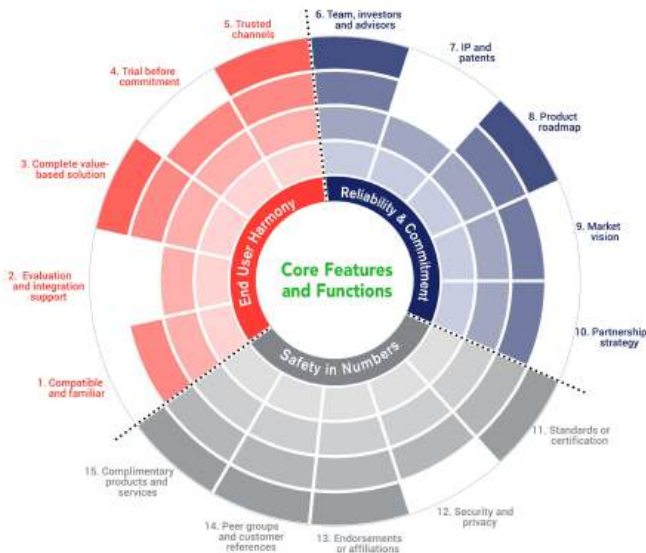 5. Trusted
channels
6. Team, investors
and advisors
7. IP and
patents
4. Trial before
commitment
8. Product
roadmap
3. Complete value-
based solution
9. Market
vision
2. Evaluation
and integration
support
10. Partnership
strategy
1. Compatible
and familiar
11. Standards or
certification
15. Complimentary
products and
services
12. Security and
privacy
14. Peer groups
and customer
references
13. Endorsements
or affiliations
End User Harmony
Reliability & Commitment
Safety in Numbers
Core Features
and Functions